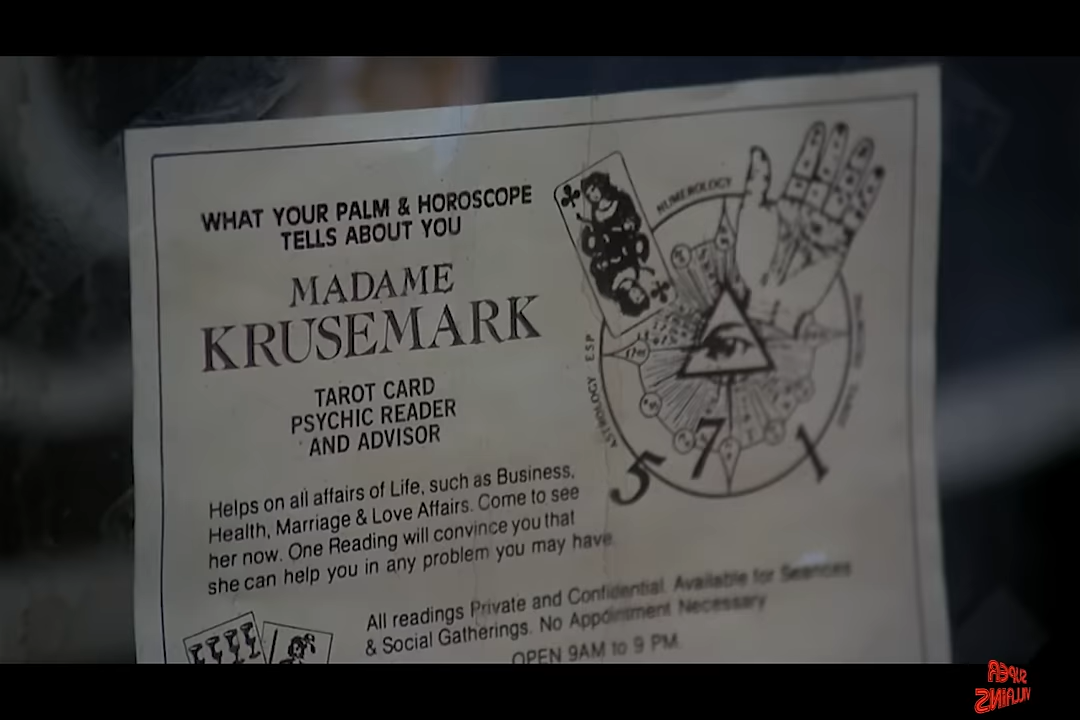 WHAT YOUR PALM & HOROSCOPE
TELLS ABOUT YOU
MADAME
KRUSEMARK
TAROT CARD
PSYCHIC READER
AND ADVISOR
Helps on all affairs of Life, such as Business,
Health, Marriage & Love Affairs. Come to see
her now. One Reading will convince you that
she can help you in any problem you may have.
All readings Private and Confidential. Available for Seances
& Social Gatherings. No Appointment Necessary
OPEN 9AM to 9 PM.
NUMEROLOGY
ASTROLOGY ESP
5 7 1
SUPER
VILLAINS